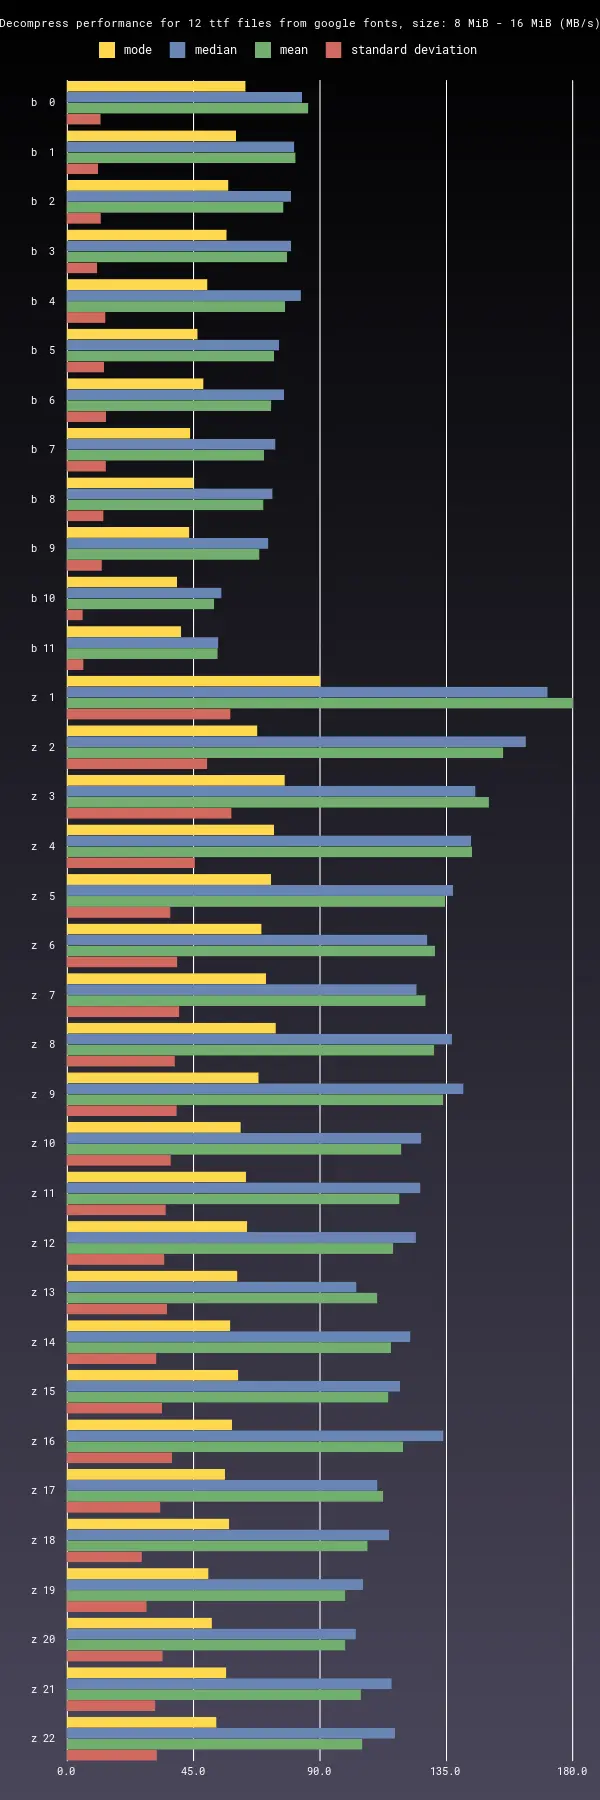 Decompress performance for 12 ttf files from google fonts, size: 8 MiB - 16 MiB (MB/s)
mode median mean standard deviation
b 0
b 1
b 2
b 3
b 4
b 5
b 6
b 7
b 8
b 9
b 10
b 11
z 1
z 2
z 3
z 4
z 5
z 6
z 7
z 8
z 9
z 10
z 11
z 12
z 13
z 14
z 15
z 16
z 17
z 18
z 19
z 20
z 21
z 22
0.0 45.0 90.0 135.0 180.0